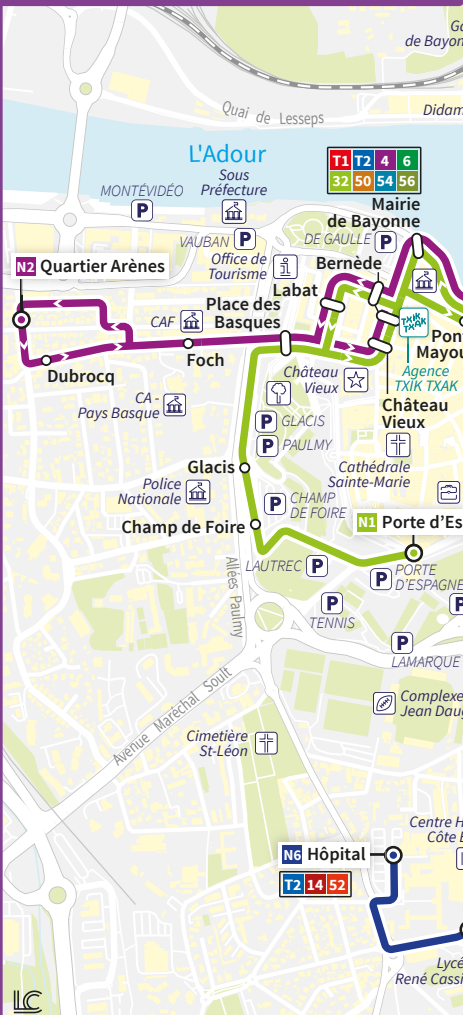 Ga
de Bayon
Quai de Lesseps
Didam
L'Adour
T1 T2 4 6
32 50 54 56
Sous
Préfecture
MONTÉVIDÉO
P
Mairie
de Bayonne
VAUBAN P
DE GAULLE P
Office de
Tourisme
i
Bernède
N2 Quartier Arènes
Labat
Place des
Basques
CAF
TXIK
TXAK
Pon
Mayou
Foch
Agence
TXIK TXAK
Dubrocq
Château
Vieux
CA -
Pays Basque
Château
Vieux
P GLACIS
P PAULMY
Cathédrale
Sainte-Marie
Glacis
Police
Nationale
P CHAMP
DE FOIRE
Champ de Foire
N1 Porte d'Es
LAUTREC P
P PORTE
D'ESPAGNE
Allées Paulmy
P
TENNIS
P
P
LAMARQUE
Avenue Maréchal Soult
Complexe
Jean Daug
Cimetière
St-Léon
Centre H
Côte B
N6 Hôpital
T2 14 52
Lycé
René Cassi
LC